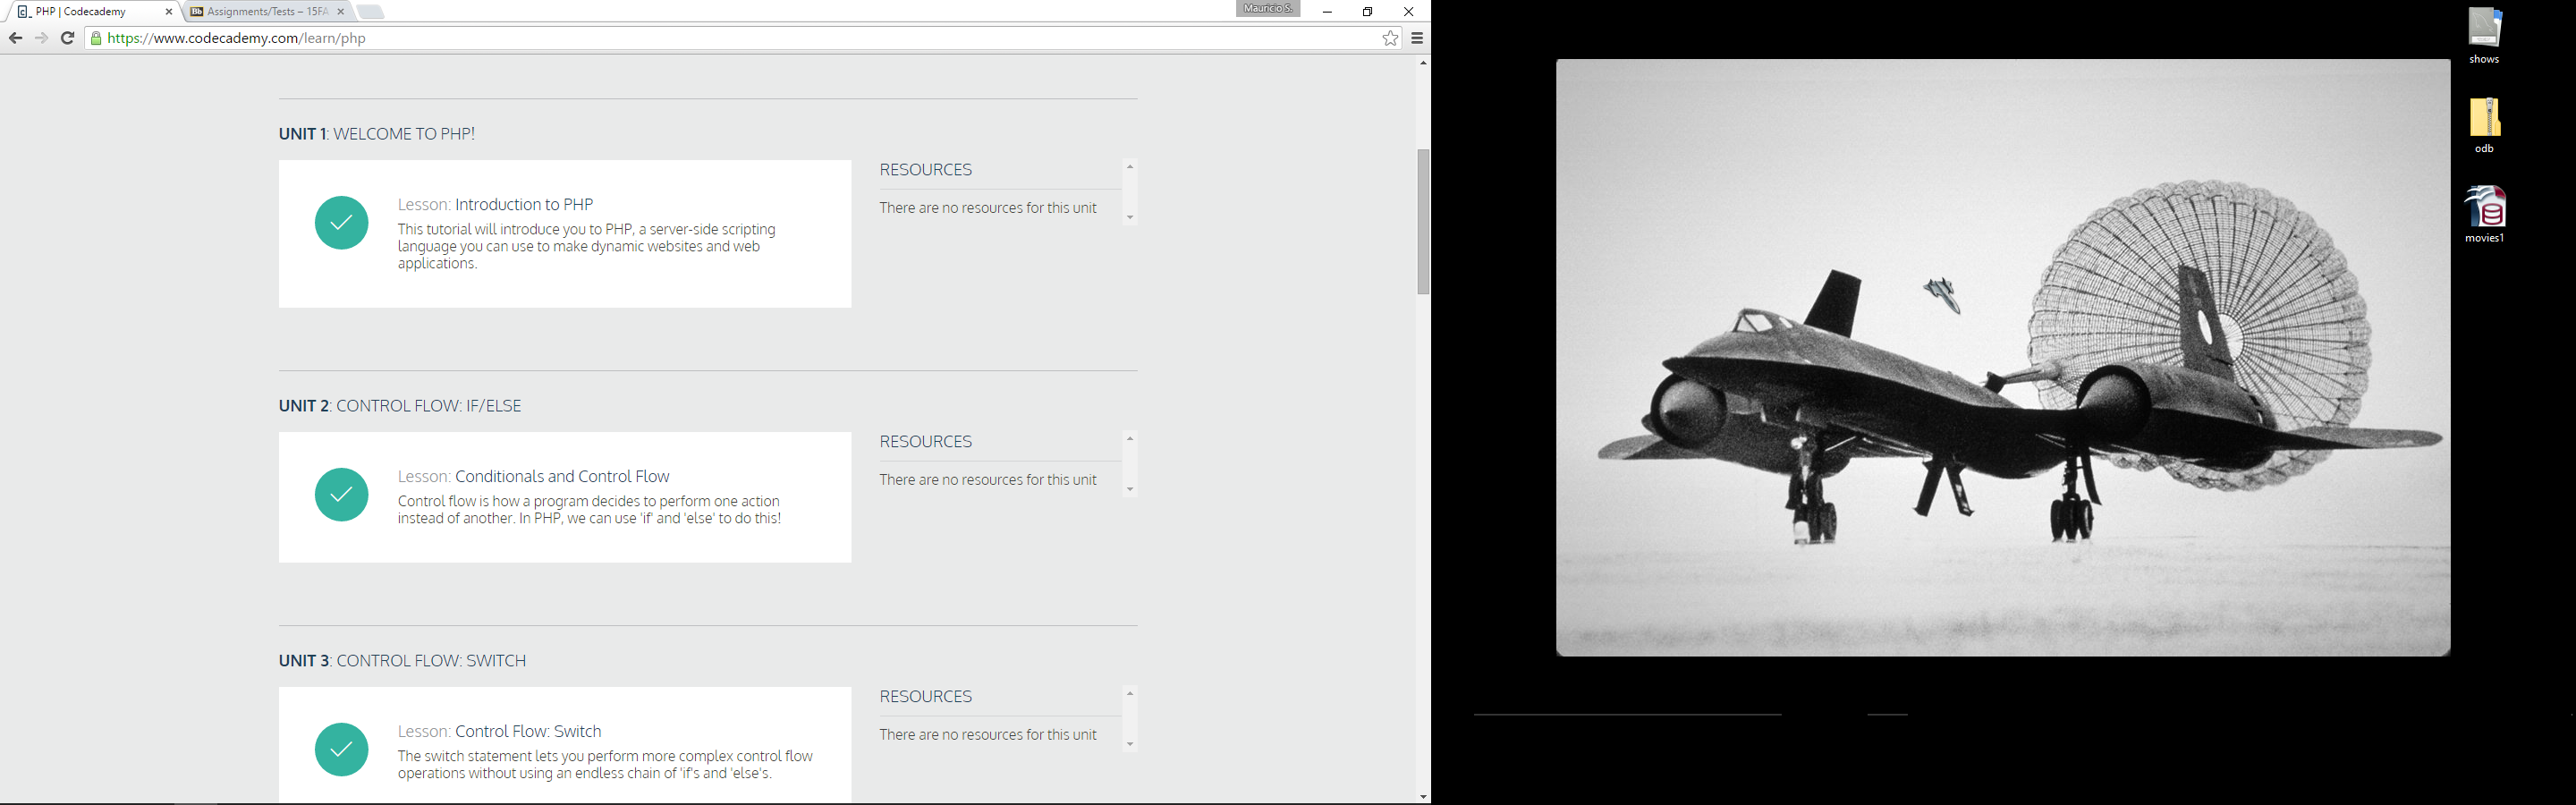 PHP | Codecademy
Assignments/Tests – 15FA
Mauricio S.
https://www.codecademy.com/learn/php
UNIT 1: WELCOME TO PHP!
Lesson: Introduction to PHP
This tutorial will introduce you to PHP, a server-side scripting
language you can use to make dynamic websites and web
applications.
RESOURCES
There are no resources for this unit
UNIT 2: CONTROL FLOW: IF/ELSE
Lesson: Conditionals and Control Flow
Control flow is how a program decides to perform one action
instead of another. In PHP, we can use 'if' and 'else' to do this!
RESOURCES
There are no resources for this unit
UNIT 3: CONTROL FLOW: SWITCH
Lesson: Control Flow: Switch
The switch statement lets you perform more complex control flow
operations without using an endless chain of 'if's and 'else's.
RESOURCES
There are no resources for this unit
shows
odb
movies1